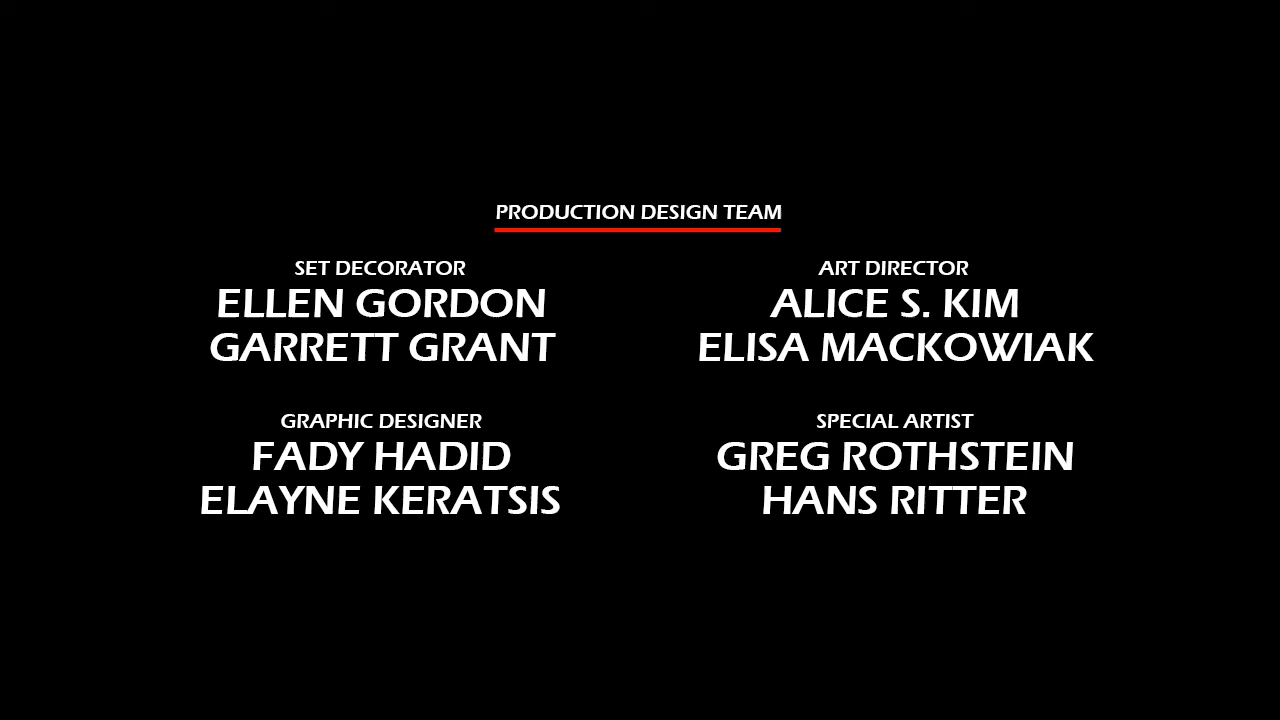 PRODUCTION DESIGN TEAM
SET DECORATOR
ELLEN GORDON
GARRETT GRANT
ART DIRECTOR
ALICE S. KIM
ELISA MACKOWIAK
GRAPHIC DESIGNER
FADY HADID
ELAYNE KERATSIS
SPECIAL ARTIST
GREG ROTHSTEIN
HANS RITTER